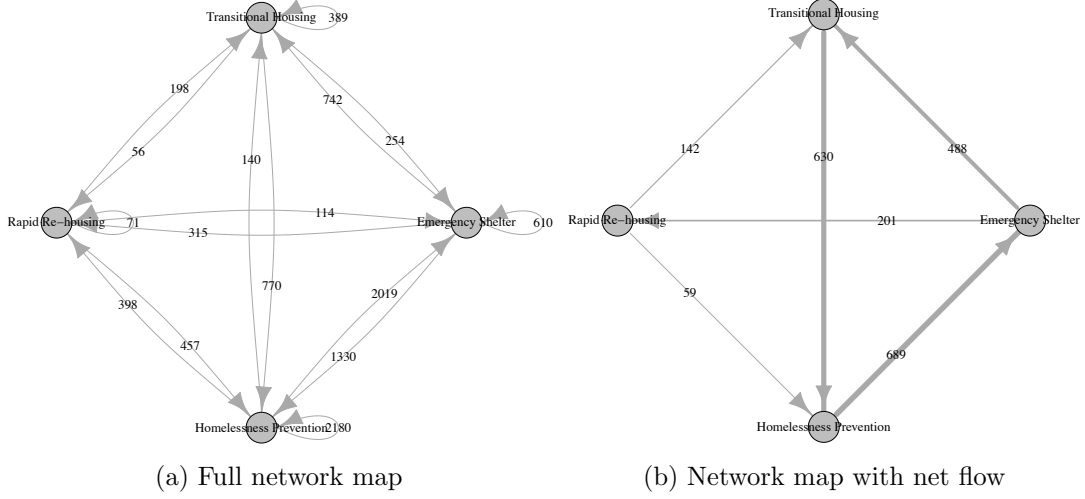 Transitional Housing
389
198
742
56
254
140
Rapid Re−housing
71
114
315
Emergency Shelter
610
398
770
2019
457
1330
Homelessness Prevention
2180
(a) Full network map
Transitional Housing
142
630
488
Rapid Re−housing
201
Emergency Shelter
59
689
Homelessness Prevention
(b) Network map with net flow